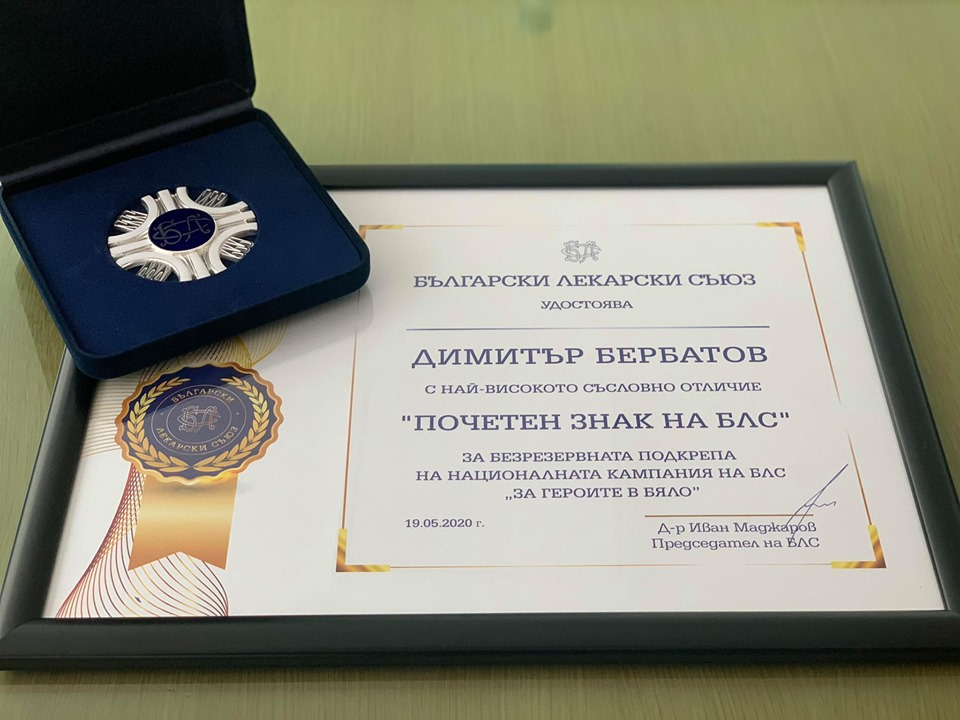 БЛС
БЪЛГАРСКИ ЛЕКАРСКИ СЪЮЗ
УДОСТОЯВА
ДИМИТЪР БЕРБАТОВ
С НАЙ-ВИСОКОТО СЪСЛОВНО ОТЛИЧИЕ
"ПОЧЕТЕН ЗНАК НА БЛС"
ЗА БЕЗРЕЗЕРВНАТА ПОДКРЕПА
НА НАЦИОНАЛНАТА КАМПАНИЯ НА БЛС
„ЗА ГЕРОИТЕ В БЯЛО"
19.05.2020 г.
Д-р Иван Маджаров
Председател на БЛС
БЪЛГАРСКИ
ЛЕКАРСКИ СЪЮЗ